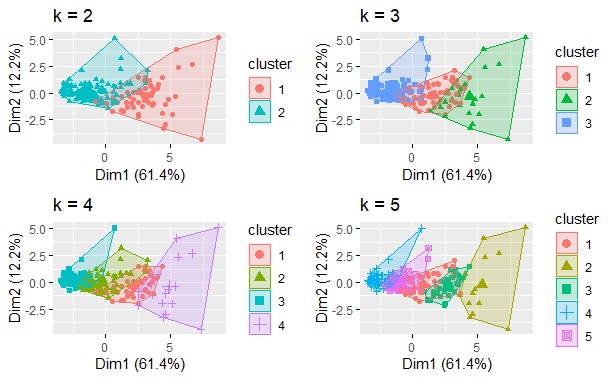 k = 2
5.0
2.5
0.0
-2.5
Dim2 (12.2%)
0
5
Dim1 (61.4%)
cluster
1
2
k = 3
5.0
2.5
0.0
-2.5
Dim2 (12.2%)
0
5
Dim1 (61.4%)
cluster
1
2
3
k = 4
5.0
2.5
0.0
-2.5
Dim2 (12.2%)
0
5
Dim1 (61.4%)
cluster
1
2
3
4
k = 5
5.0
2.5
0.0
-2.5
Dim2 (12.2%)
0
5
Dim1 (61.4%)
cluster
1
2
3
4
5